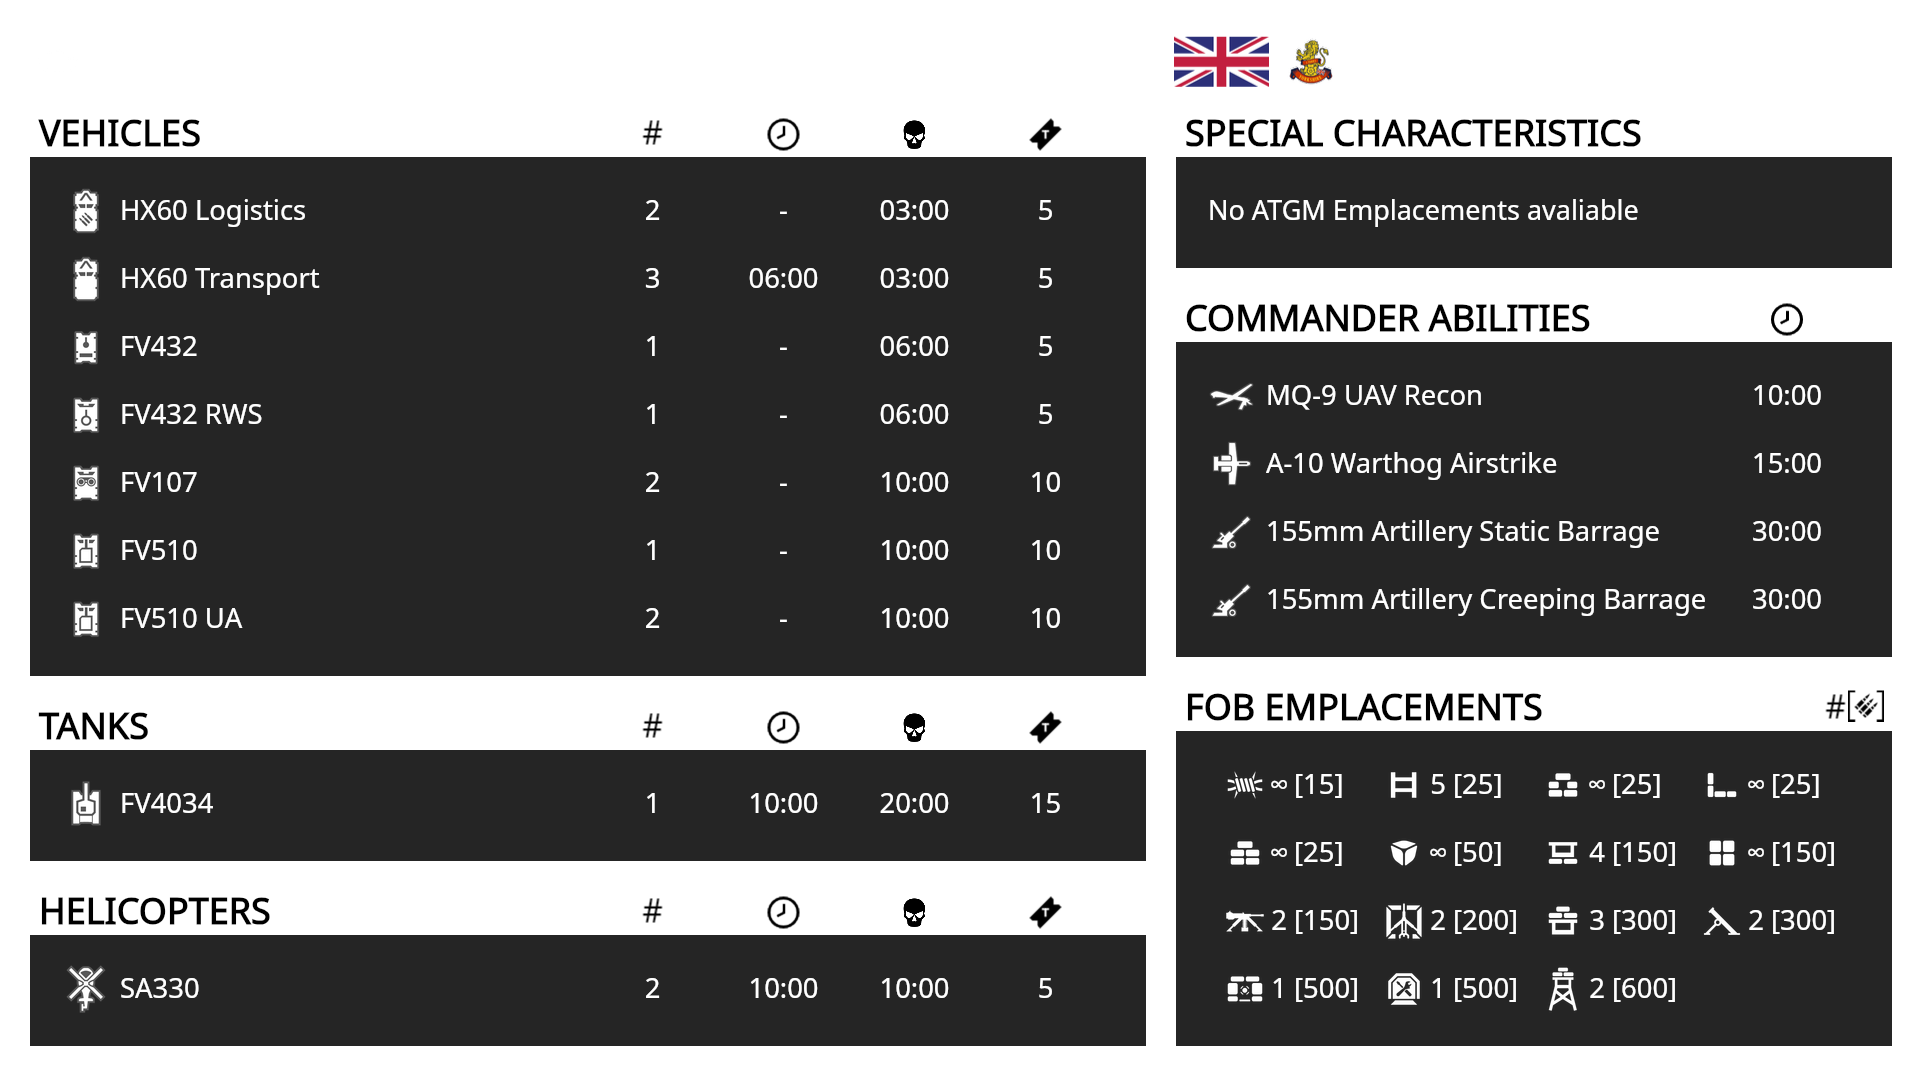 VEHICLES #
HX60 Logistics 2 - 03:00 5
HX60 Transport 3 06:00 03:00 5
FV432 1 - 06:00 5
FV432 RWS 1 - 06:00 5
FV107 2 - 10:00 10
FV510 1 - 10:00 10
FV510 UA 2 - 10:00 10
TANKS #
FV4034 1 10:00 20:00 15
HELICOPTERS #
SA330 2 10:00 10:00 5
SPECIAL CHARACTERISTICS
No ATGM Emplacements avaliable
COMMANDER ABILITIES
MQ-9 UAV Recon 10:00
A-10 Warthog Airstrike 15:00
155mm Artillery Static Barrage 30:00
155mm Artillery Creeping Barrage 30:00
FOB EMPLACEMENTS #[]
∞ [15] 5 [25] ∞ [25] ∞ [25]
∞ [25] ∞ [50] 4 [150] ∞ [150]
2 [150] 2 [200] 3 [300] 2 [300]
1 [500] 1 [500] 2 [600]